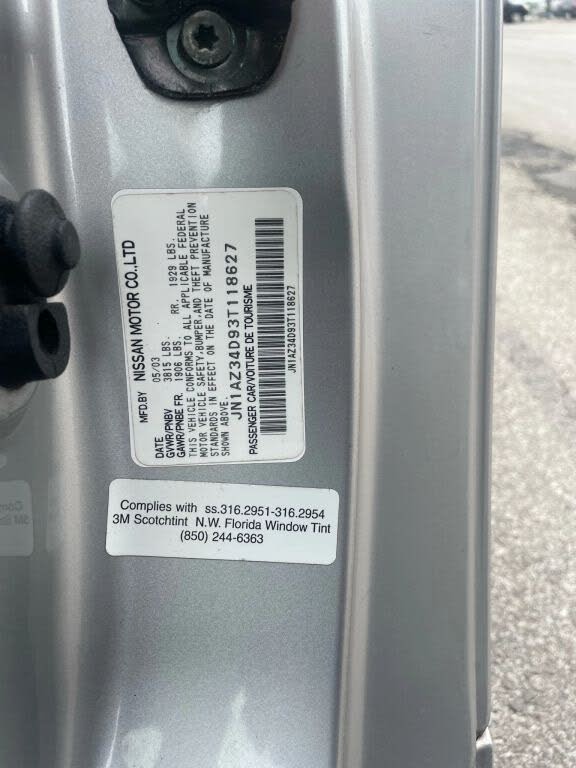 MFD.BY NISSAN MOTOR CO.,LTD
DATE 05/03
GVWR/PNBV 3815 LBS.
GAWR/PNBE FR. 1906 LBS. RR. 1929 LBS.
THIS VEHICLE CONFORMS TO ALL APPLICABLE FEDERAL
MOTOR VEHICLE SAFETY,BUMPER,AND THEFT PREVENTION
STANDARDS IN EFFECT ON THE DATE OF MANUFACTURE
SHOWN ABOVE.
JN1AZ34D93T118627
PASSENGER CAR/VOITURE DE TOURISME
JN1AZ34D93T118627
Complies with ss.316.2951-316.2954
3M Scotchtint N.W. Florida Window Tint
(850) 244-6363